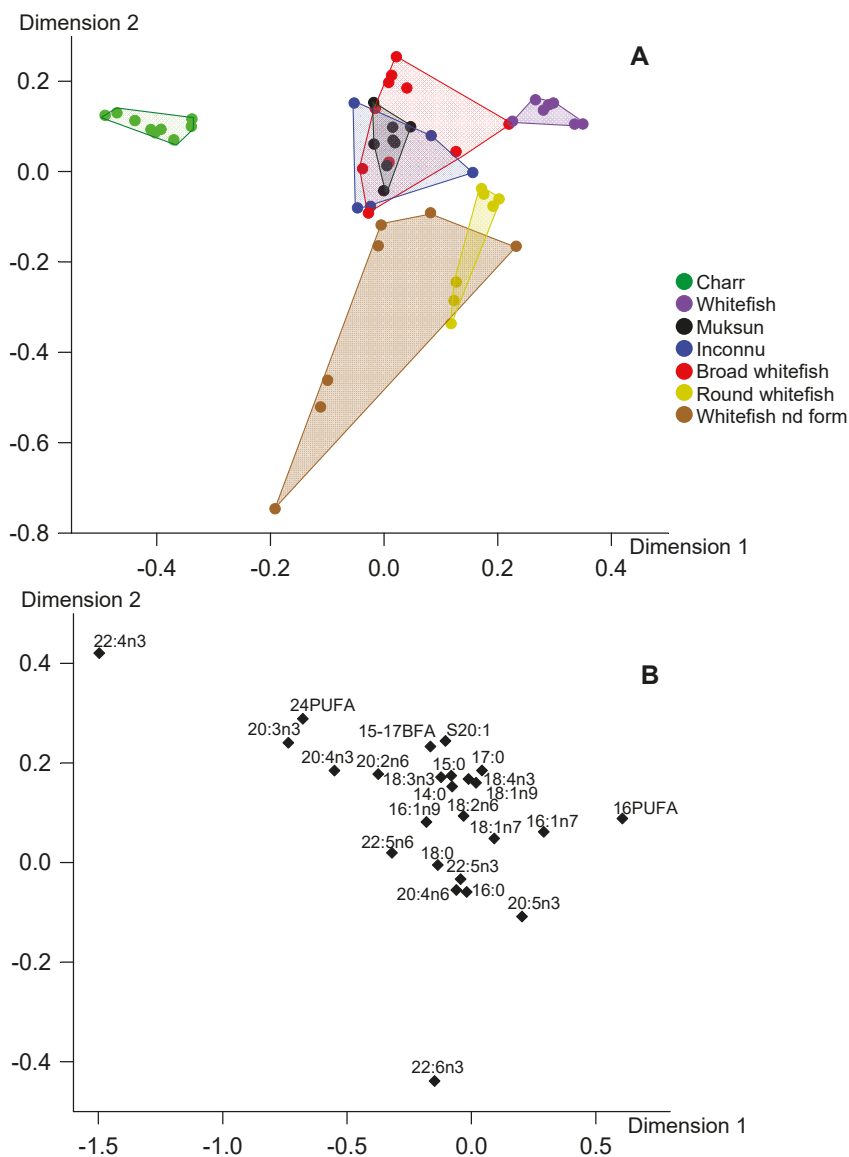 Dimension 2
A
0.2
0.0
-0.2
-0.4
-0.6
-0.8
Charr
Whitefish
Muksun
Inconnu
Broad whitefish
Round whitefish
Whitefish nd form
Dimension 1
-0.4
-0.2
0.0
0.2
0.4
Dimension 2
B
0.4
0.2
0.0
-0.2
-0.4
22:4n3
24PUFA
20:3n3
15-17BFA
S20:1
20:4n3
20:2n6
18:3n3
15:0
17:0
14:0
18:4n3
18:1n9
16:1n9
18:2n6
18:1n7
16:1n7
16PUFA
22:5n6
18:0
22:5n3
20:4n6
16:0
20:5n3
22:6n3
Dimension 1
-1.5
-1.0
-0.5
0.0
0.5